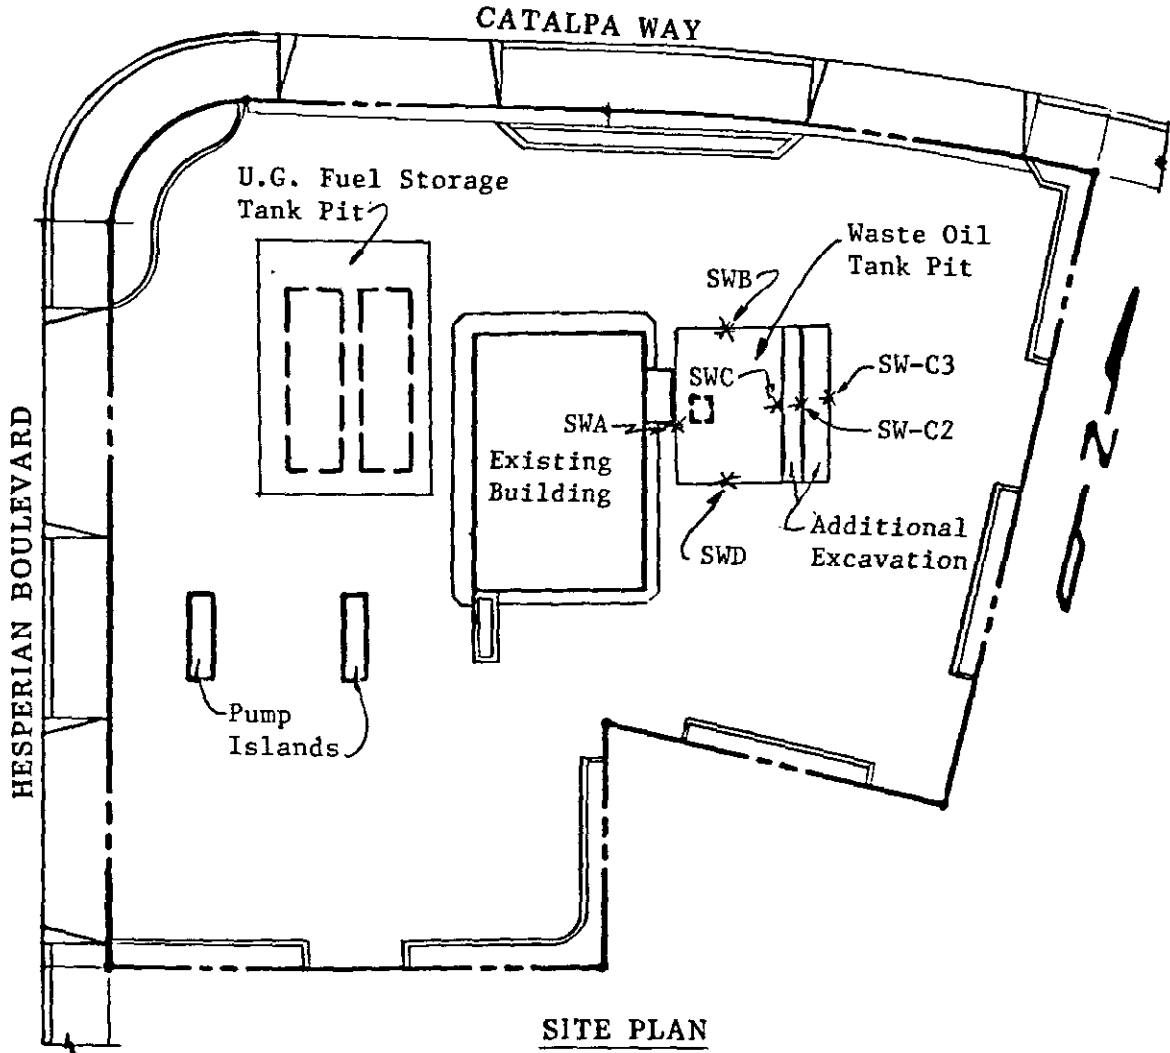 CATALPA WAY
U.G. Fuel Storage
Tank Pit
Waste Oil
Tank Pit
SWB
SWC
SW-C3
SWA
SW-C2
Existing
Building
SWD
Additional
Excavation
HESPERIAN BOULEVARD
N
Pump
Islands
SITE PLAN